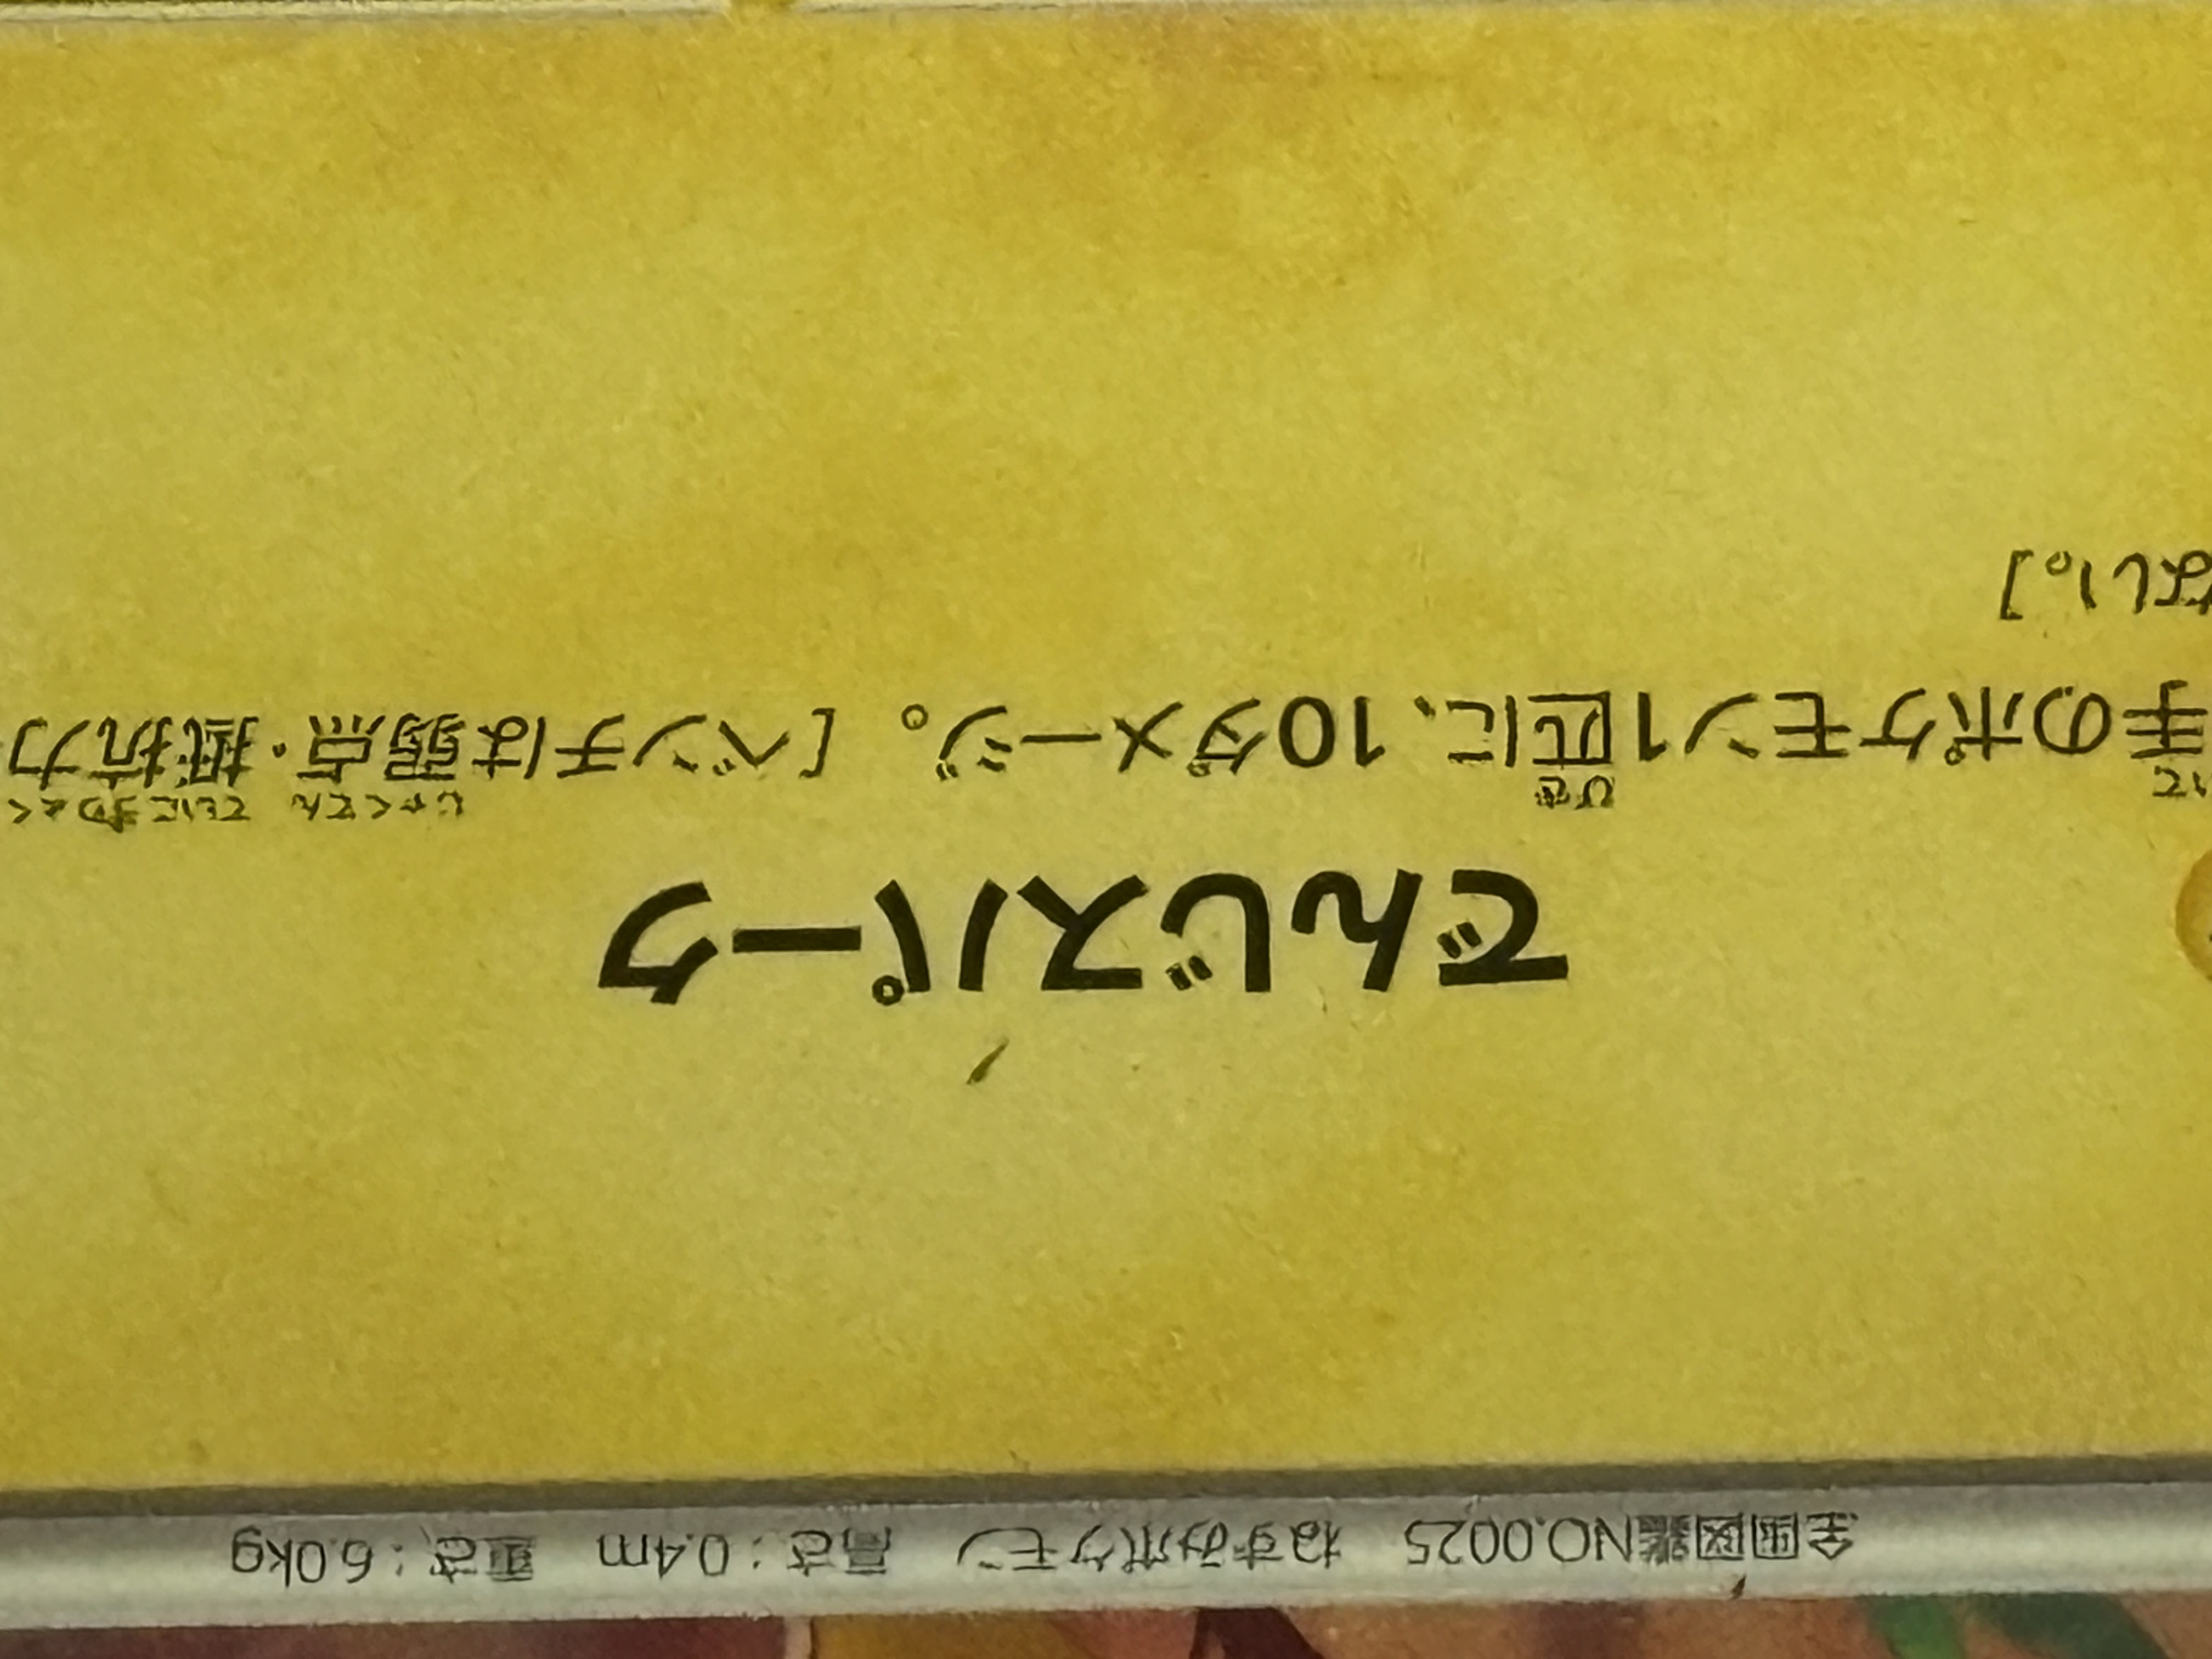 全国図鑑NO.0025 ねずみポケモン 高さ:0.4m 重さ:6.0kg
でんじスパーク
手のポケモン1匹に、10ダメージ。[ベンチは弱点・抵抗力
ない。]